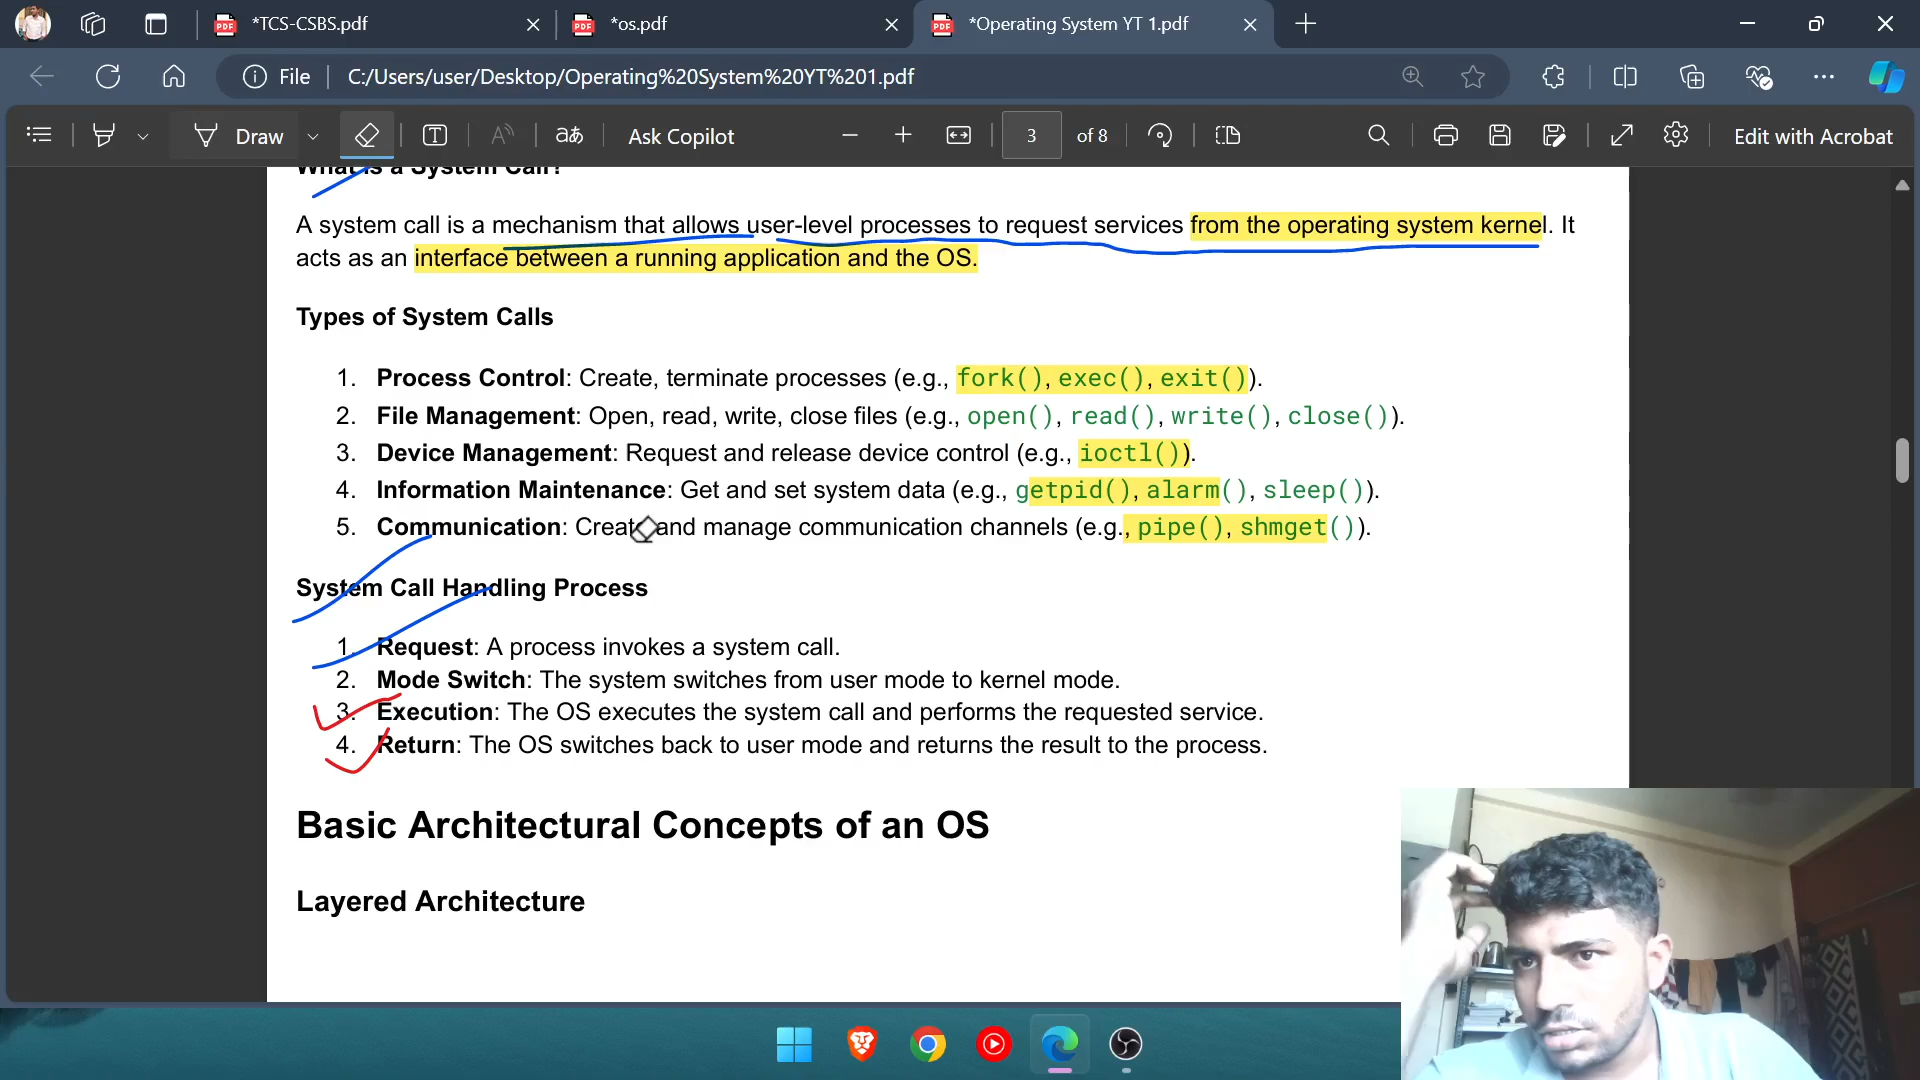 *TCS-CSBS.pdf
*os.pdf
*Operating System YT 1.pdf
File
C:/Users/user/Desktop/Operating%20System%20YT%201.pdf
Draw
Ask Copilot
3
of 8
Edit with Acrobat
What is a System Call?
A system call is a mechanism that allows user-level processes to request services from the operating system kernel. It
acts as an interface between a running application and the OS.
Types of System Calls
1. Process Control: Create, terminate processes (e.g., fork(), exec(), exit()).
2. File Management: Open, read, write, close files (e.g., open(), read(), write(), close()).
3. Device Management: Request and release device control (e.g., ioctl()).
4. Information Maintenance: Get and set system data (e.g., getpid(), alarm(), sleep()).
5. Communication: Create and manage communication channels (e.g., pipe(), shmget()).
System Call Handling Process
1. Request: A process invokes a system call.
2. Mode Switch: The system switches from user mode to kernel mode.
3. Execution: The OS executes the system call and performs the requested service.
4. Return: The OS switches back to user mode and returns the result to the process.
Basic Architectural Concepts of an OS
Layered Architecture